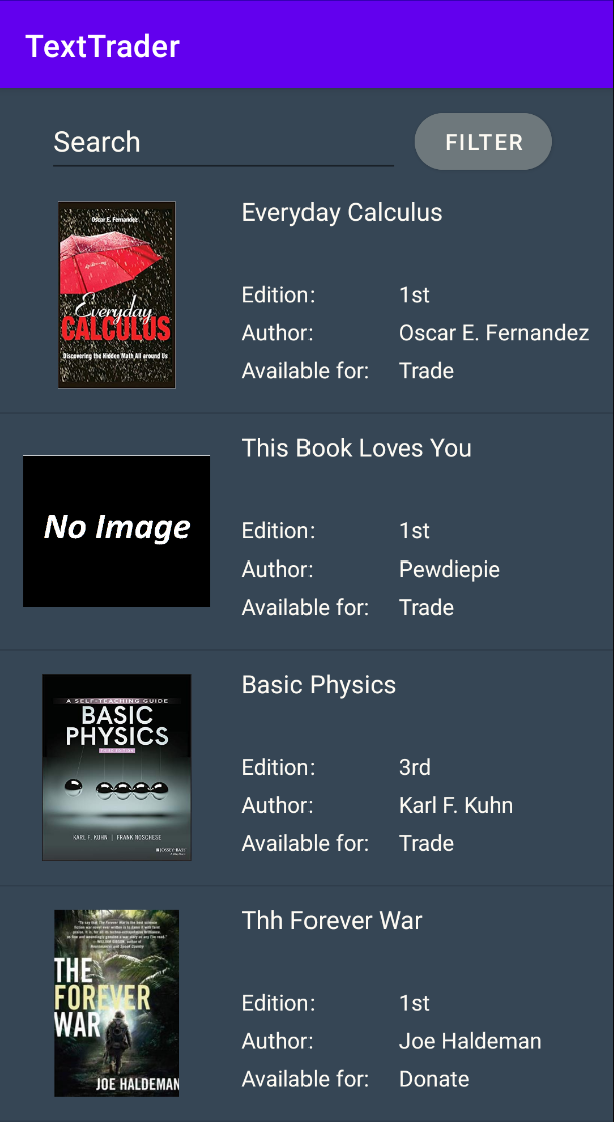 TextTrader
Search
FILTER
Oscar E. Fernandez
Everyday
CALCULUS
Discovering the Hidden Math All around Us
Everyday Calculus
Edition: 1st
Author: Oscar E. Fernandez
Available for: Trade
No Image
This Book Loves You
Edition: 1st
Author: Pewdiepie
Available for: Trade
A SELF-TEACHING GUIDE
BASIC
PHYSICS
KARL F. KUHN | FRANK NOSCHESE
JOSSEY-BASS
Basic Physics
Edition: 3rd
Author: Karl F. Kuhn
Available for: Trade
THE
FOREVER
WAR
JOE HALDEMAN
Thh Forever War
Edition: 1st
Author: Joe Haldeman
Available for: Donate